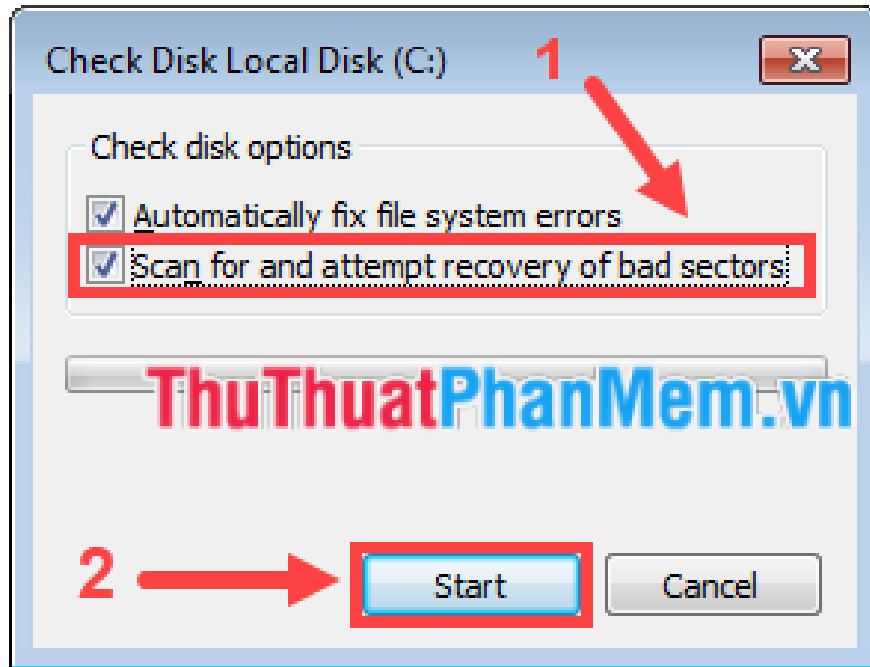 Check Disk Local Disk (C:)
1
Check disk options
Automatically fix file system errors
Scan for and attempt recovery of bad sectors
ThuThuatPhanMem.vn
2
Start
Cancel